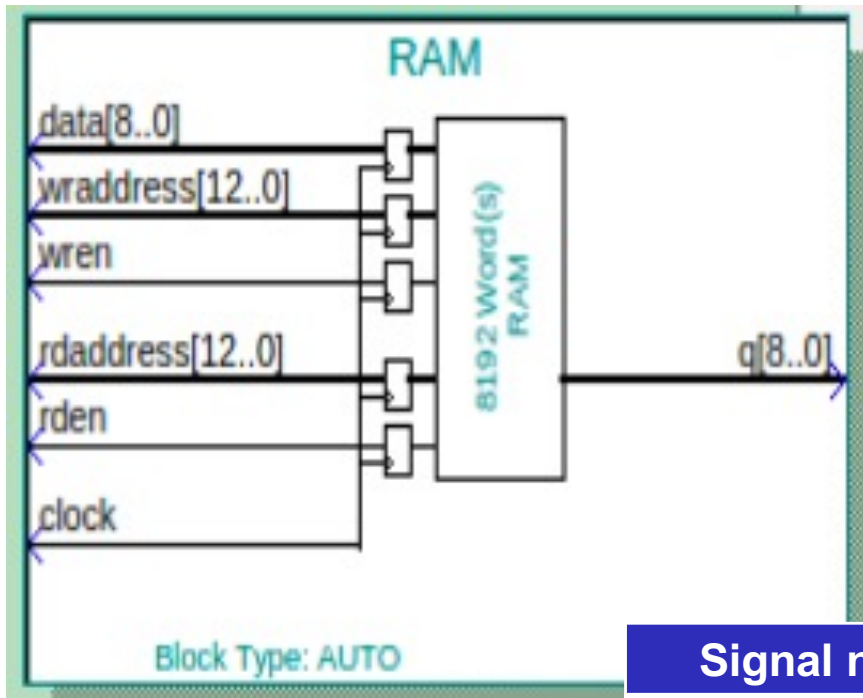 RAM
data[8..0]
wraddress[12..0]
wren
rdaddress[12..0]
rden
clock
8192 Word(s)
RAM
q[8..0]
Block Type: AUTO
Signal